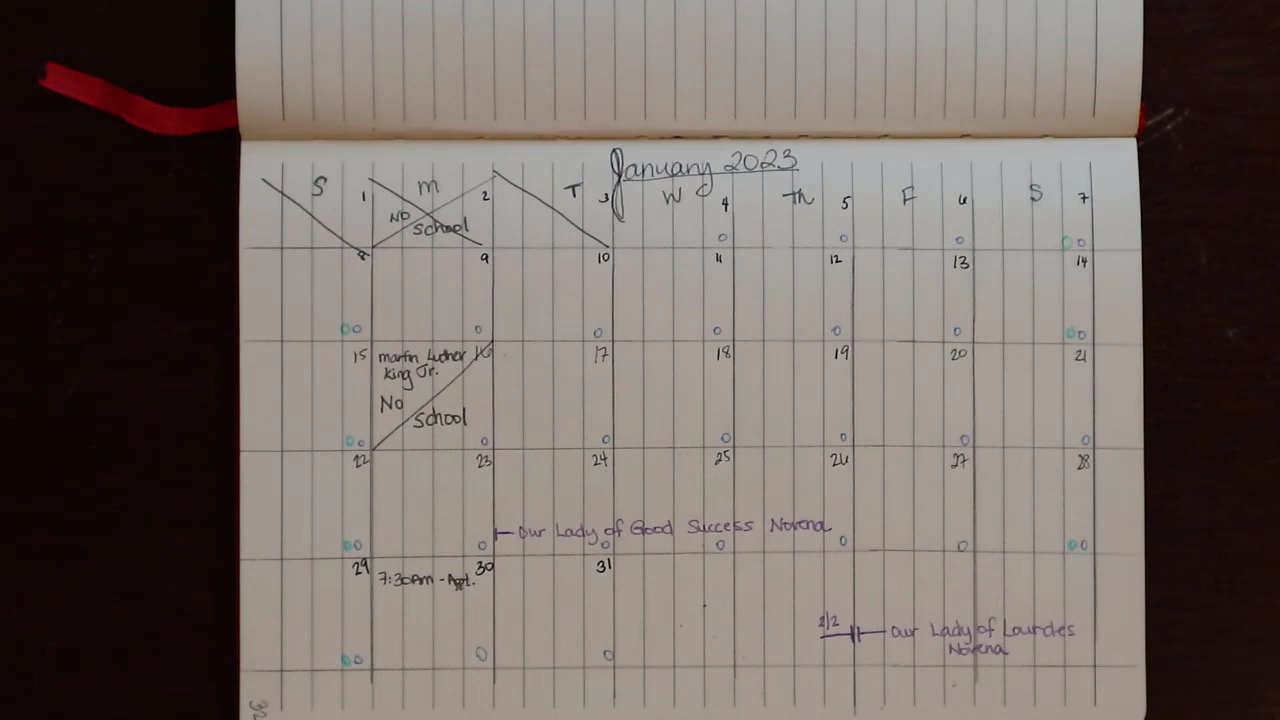 January 2023
S 1 m 2 T 3 W 4 Th 5 F 6 S 7
NO
School
8 9 10 11 12 13 14
15 martin Luther 16 17 18 19 20 21
King Jr.
No
School
22 23 24 25 26 27 28
Our Lady of Good Success Novena
29 30 31
7:30Am - Apt.
2/2 Our Lady of Lourdes
Novena
32